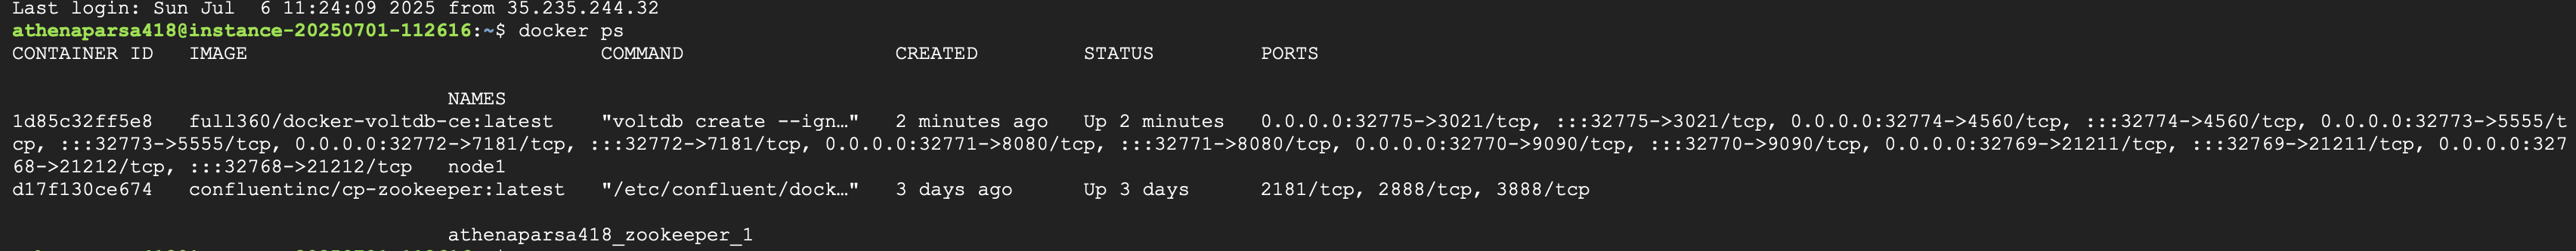 Last login: Sun Jul  6 11:24:09 2025 from 35.235.244.32
athenaparsa418@instance-20250701-112616:~$ docker ps
CONTAINER ID   IMAGE                              COMMAND                  CREATED         STATUS         PORTS
NAMES
1d85c32ff5e8   full360/docker-voltdb-ce:latest    "voltdb create --ign…"   2 minutes ago   Up 2 minutes   0.0.0.0:32775->3021/tcp, :::32775->3021/tcp, 0.0.0.0:32774->4560/tcp, :::32774->4560/tcp, 0.0.0.0:32773->5555/t
cp, :::32773->5555/tcp, 0.0.0.0:32772->7181/tcp, :::32772->7181/tcp, 0.0.0.0:32771->8080/tcp, :::32771->8080/tcp, 0.0.0.0:32770->9090/tcp, :::32770->9090/tcp, 0.0.0.0:32769->21211/tcp, :::32769->21211/tcp, 0.0.0.0:327
68->21212/tcp, :::32768->21212/tcp   node1
d17f130ce674   confluentinc/cp-zookeeper:latest   "/etc/confluent/dock…"   3 days ago      Up 3 days      2181/tcp, 2888/tcp, 3888/tcp
athenaparsa418_zookeeper_1